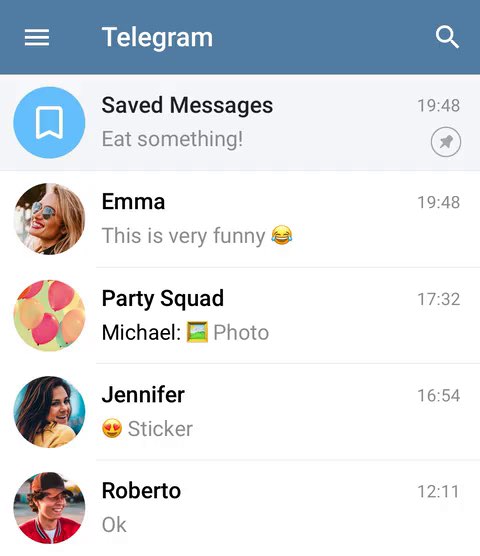 Telegram
Saved Messages 19:48
Eat something!
Emma 19:48
This is very funny 😂
Party Squad 17:32
Michael: 🖼️ Photo
Jennifer 16:54
😍 Sticker
Roberto 12:11
Ok